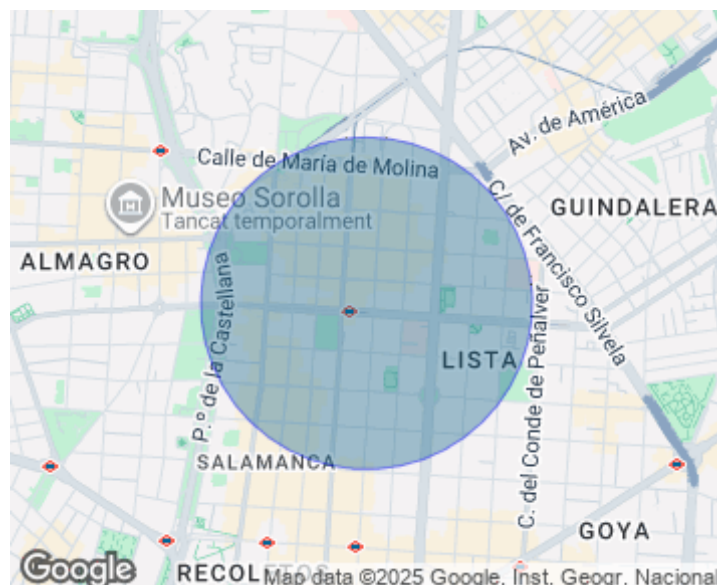 Av. de América
Calle de María de Molina
Museo Sorolla
Tancat temporalment
GUINDALERA
C/ de Francisco Silvela
ALMAGRO
P.º de la Castellana
LISTA
C. del Conde de Peñalver
SALAMANCA
GOYA
RECOLETOS
Google
Map data ©2025 Google, Inst. Geogr. Nacional